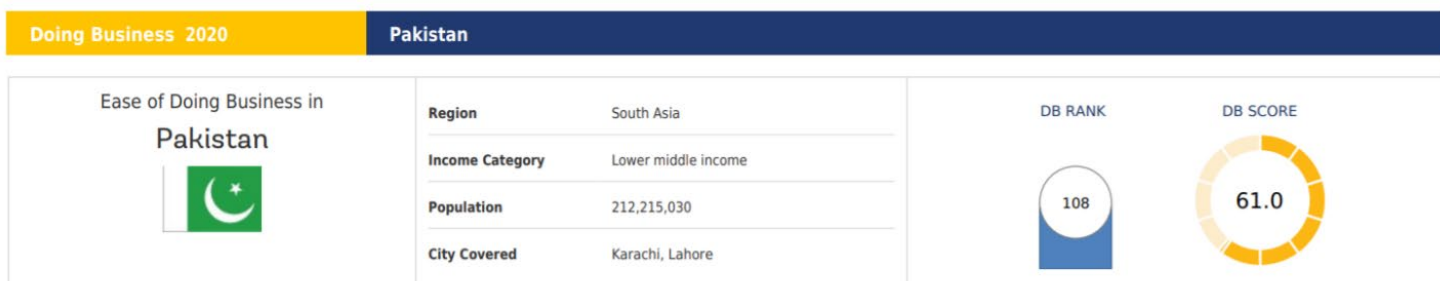 Doing Business 2020
Pakistan
Ease of Doing Business in
Pakistan
Region South Asia
Income Category Lower middle income
Population 212,215,030
City Covered Karachi, Lahore
DB RANK DB SCORE
108 61.0